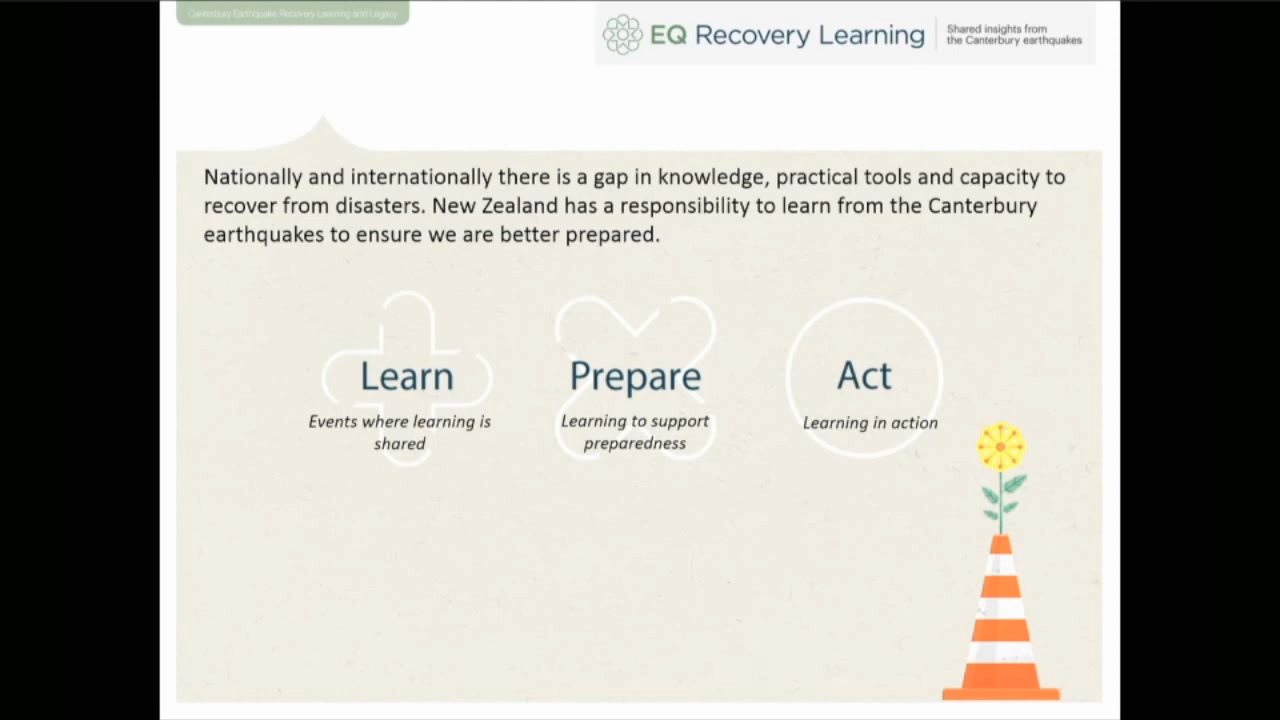 Canterbury Earthquake Recovery Learning and Legacy
EQ Recovery Learning
Shared insights from
the Canterbury earthquakes
Nationally and internationally there is a gap in knowledge, practical tools and capacity to
recover from disasters. New Zealand has a responsibility to learn from the Canterbury
earthquakes to ensure we are better prepared.
Learn
Events where learning is
shared
Prepare
Learning to support
preparedness
Act
Learning in action